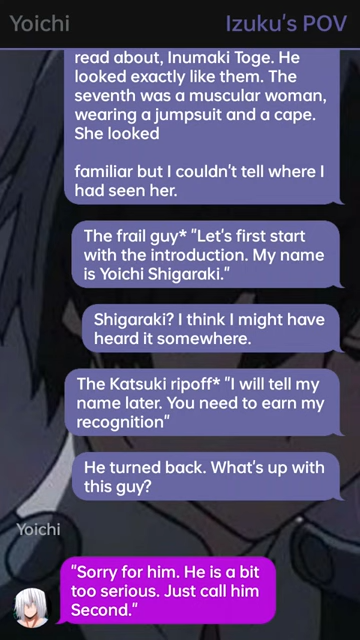 Yoichi
Izuku's POV
read about, Inumaki Toge. He
looked exactly like them. The
seventh was a muscular woman,
wearing a jumpsuit and a cape.
She looked
familiar but I couldn't tell where I
had seen her.
The frail guy* "Let's first start
with the introduction. My name
is Yoichi Shigaraki."
Shigaraki? I think I might have
heard it somewhere.
The Katsuki ripoff* "I will tell my
name later. You need to earn my
recognition"
He turned back. What's up with
this guy?
Yoichi
"Sorry for him. He is a bit
too serious. Just call him
Second."